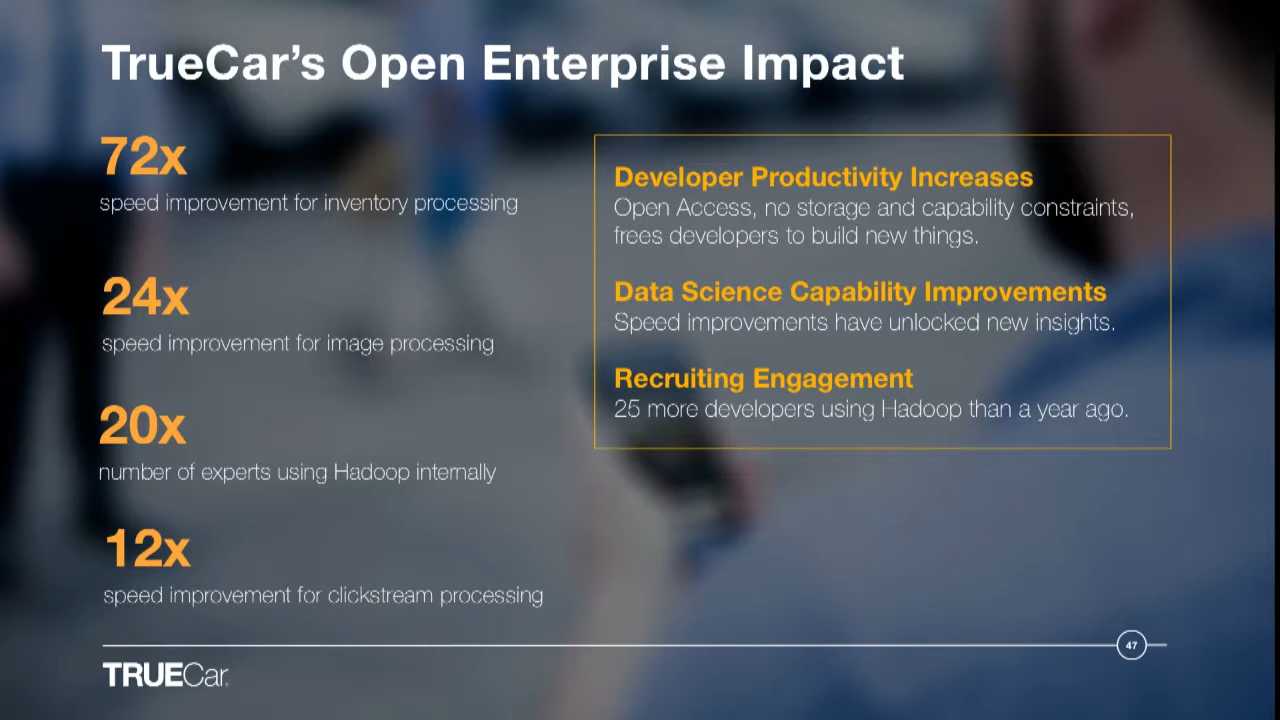 TrueCar’s Open Enterprise Impact
72x
speed improvement for inventory processing
24x
speed improvement for image processing
20x
number of experts using Hadoop internally
12x
speed improvement for clickstream processing
Developer Productivity Increases
Open Access, no storage and capability constraints,
frees developers to build new things.
Data Science Capability Improvements
Speed improvements have unlocked new insights.
Recruiting Engagement
25 more developers using Hadoop than a year ago.
47
TRUECar.